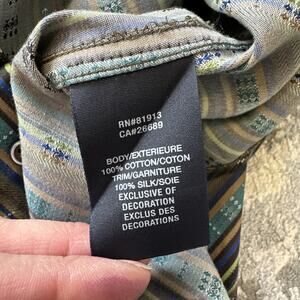 RN#81913
CA#26689
BODY/EXTERIEURE
100% COTTON/COTON
TRIM/GARNITURE
100% SILK/SOIE
EXCLUSIVE OF
DECORATION
EXCLUS DES
DECORATIONS